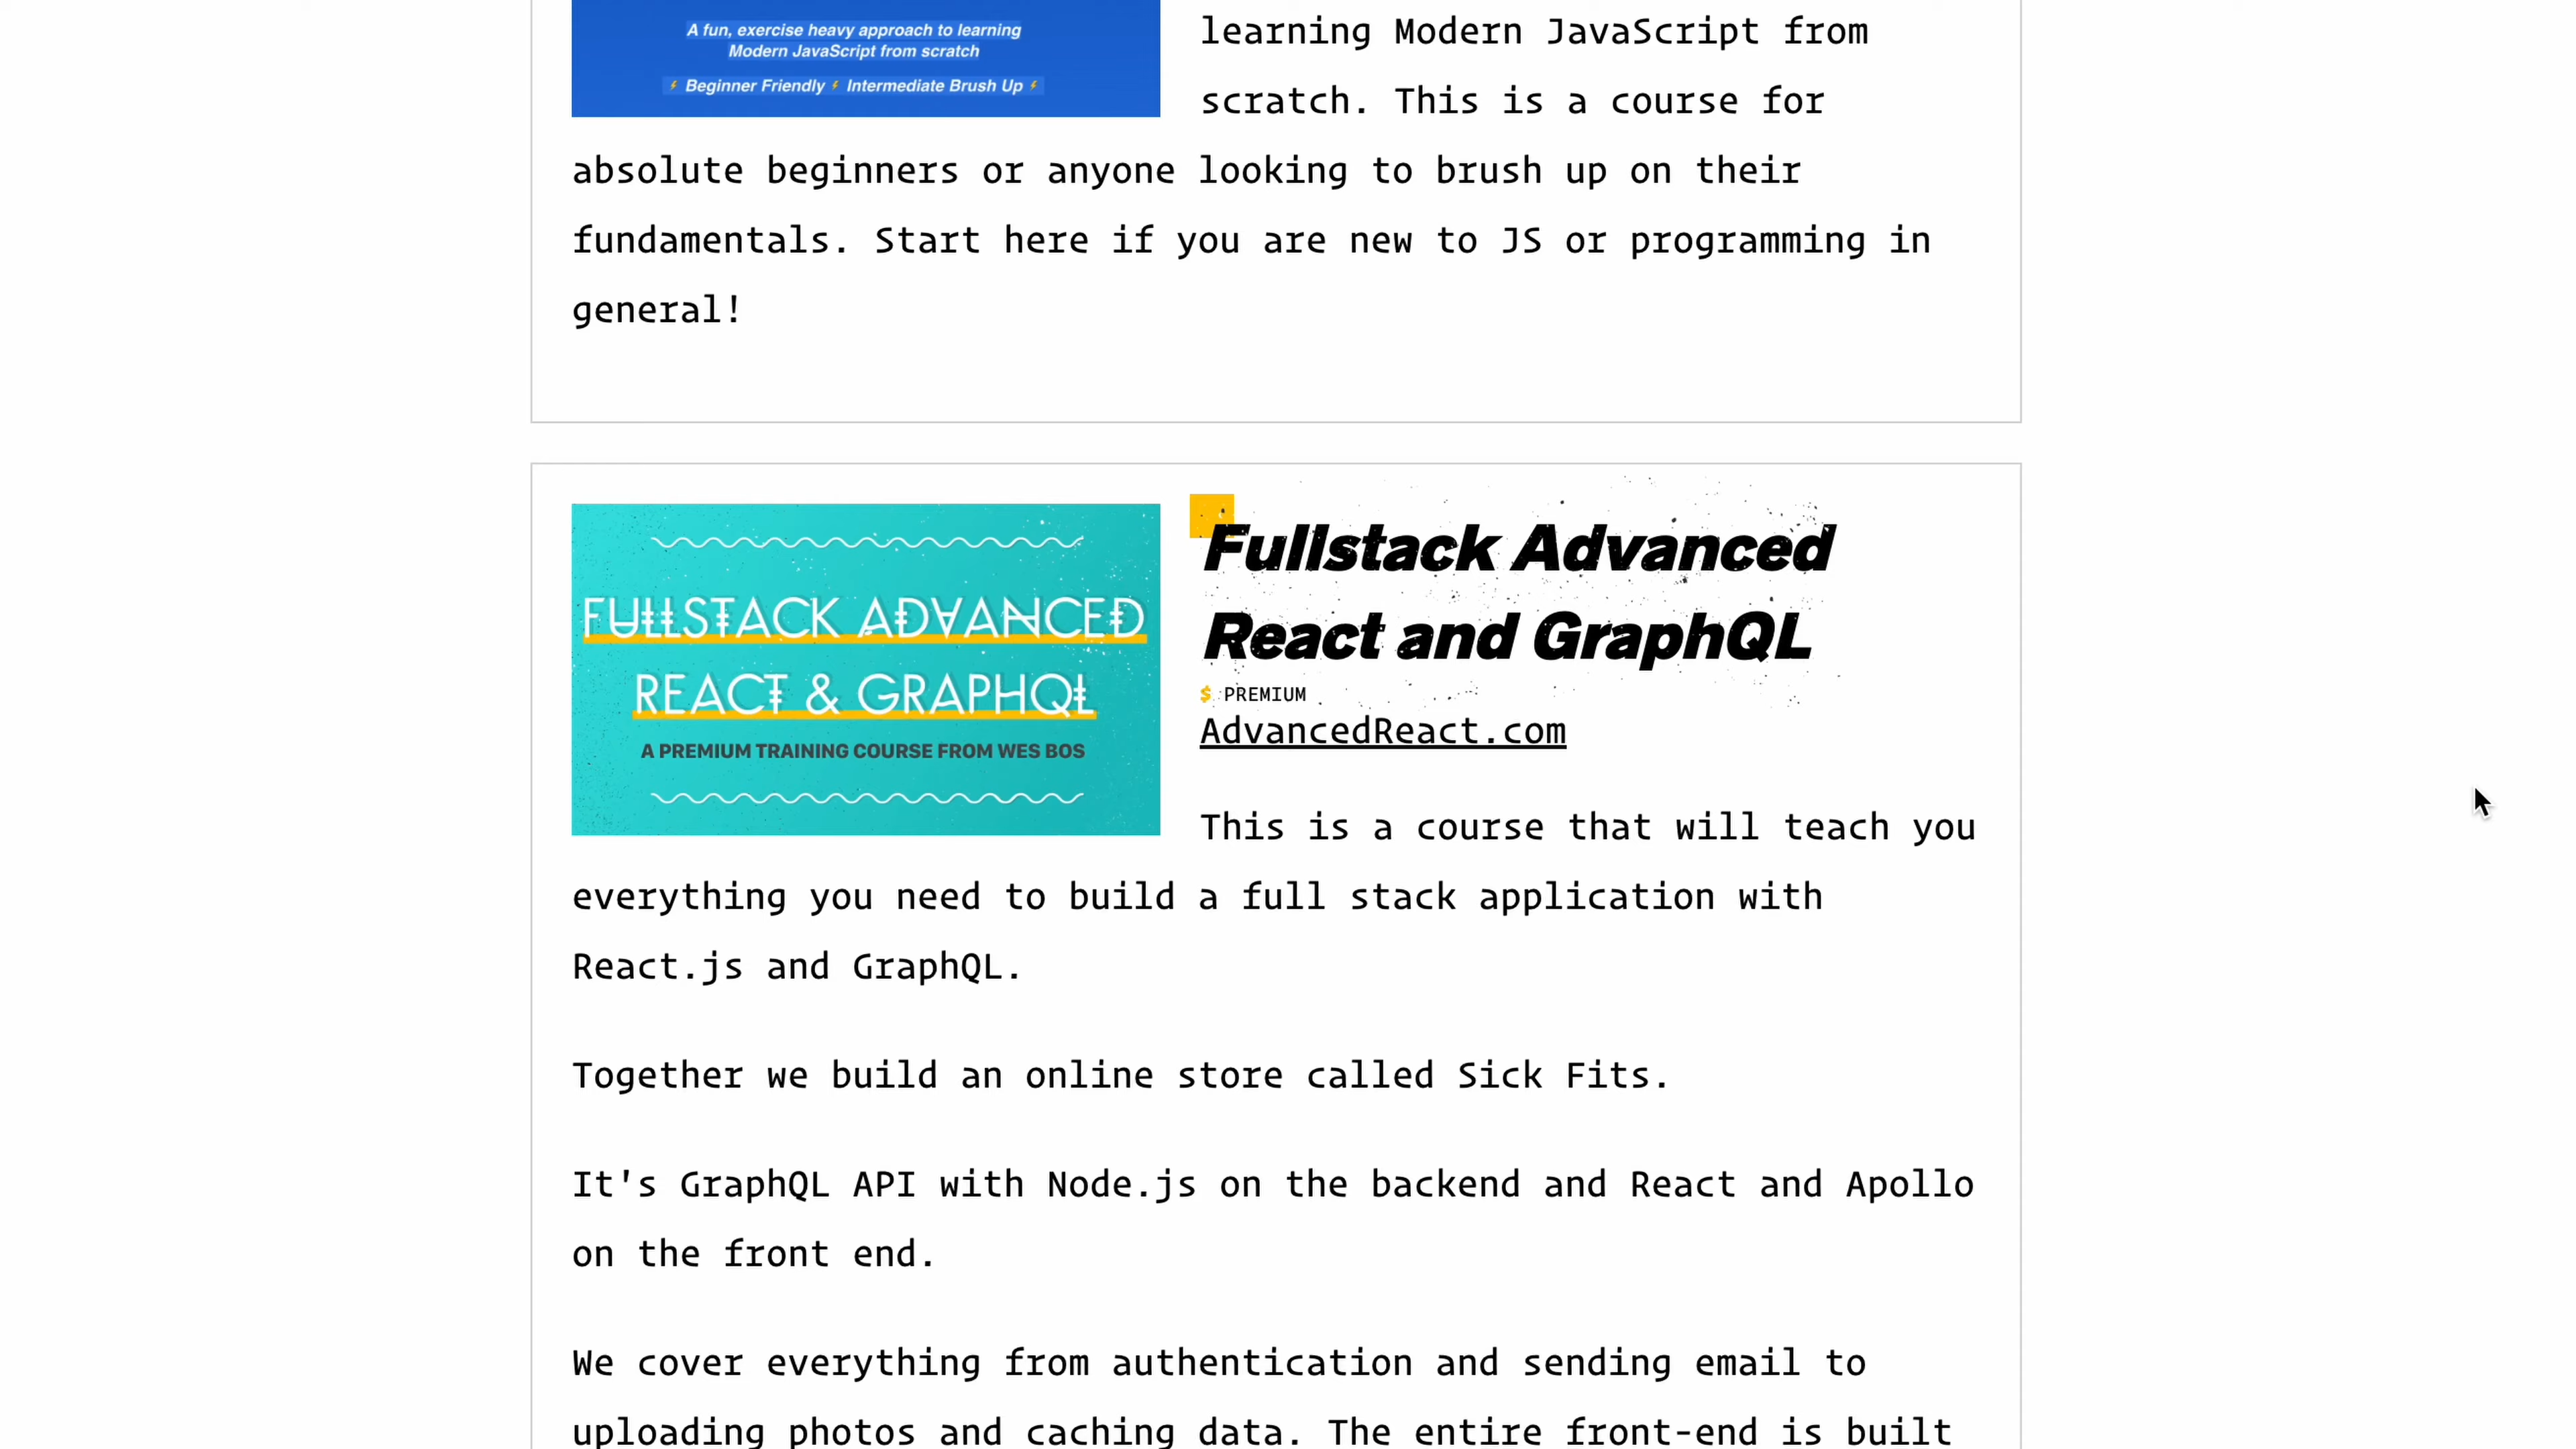 A fun, exercise heavy approach to learning
Modern JavaScript from scratch
⚡ Beginner Friendly ⚡ Intermediate Brush Up ⚡
learning Modern JavaScript from
scratch. This is a course for
absolute beginners or anyone looking to brush up on their
fundamentals. Start here if you are new to JS or programming in
general!
FULLSTACK ADVANCED
REACT & GRAPHQL
A PREMIUM TRAINING COURSE FROM WES BOS
Fullstack Advanced
React and GraphQL
$ PREMIUM
AdvancedReact.com
This is a course that will teach you
everything you need to build a full stack application with
React.js and GraphQL.
Together we build an online store called Sick Fits.
It's GraphQL API with Node.js on the backend and React and Apollo
on the front end.
We cover everything from authentication and sending email to
uploading photos and caching data. The entire front-end is built